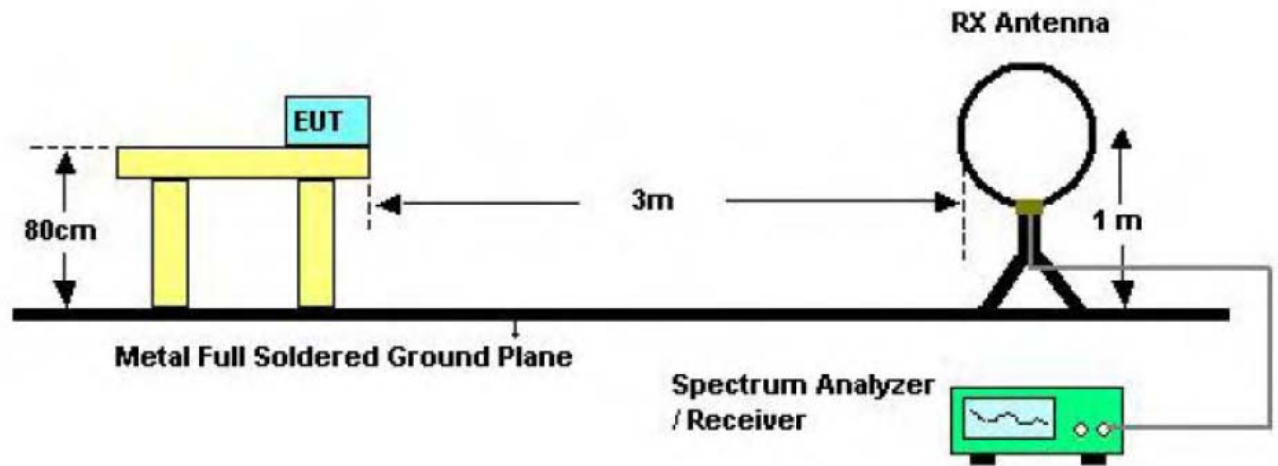 RX Antenna
EUT
3m
80cm
1 m
Metal Full Soldered Ground Plane
Spectrum Analyzer
/ Receiver